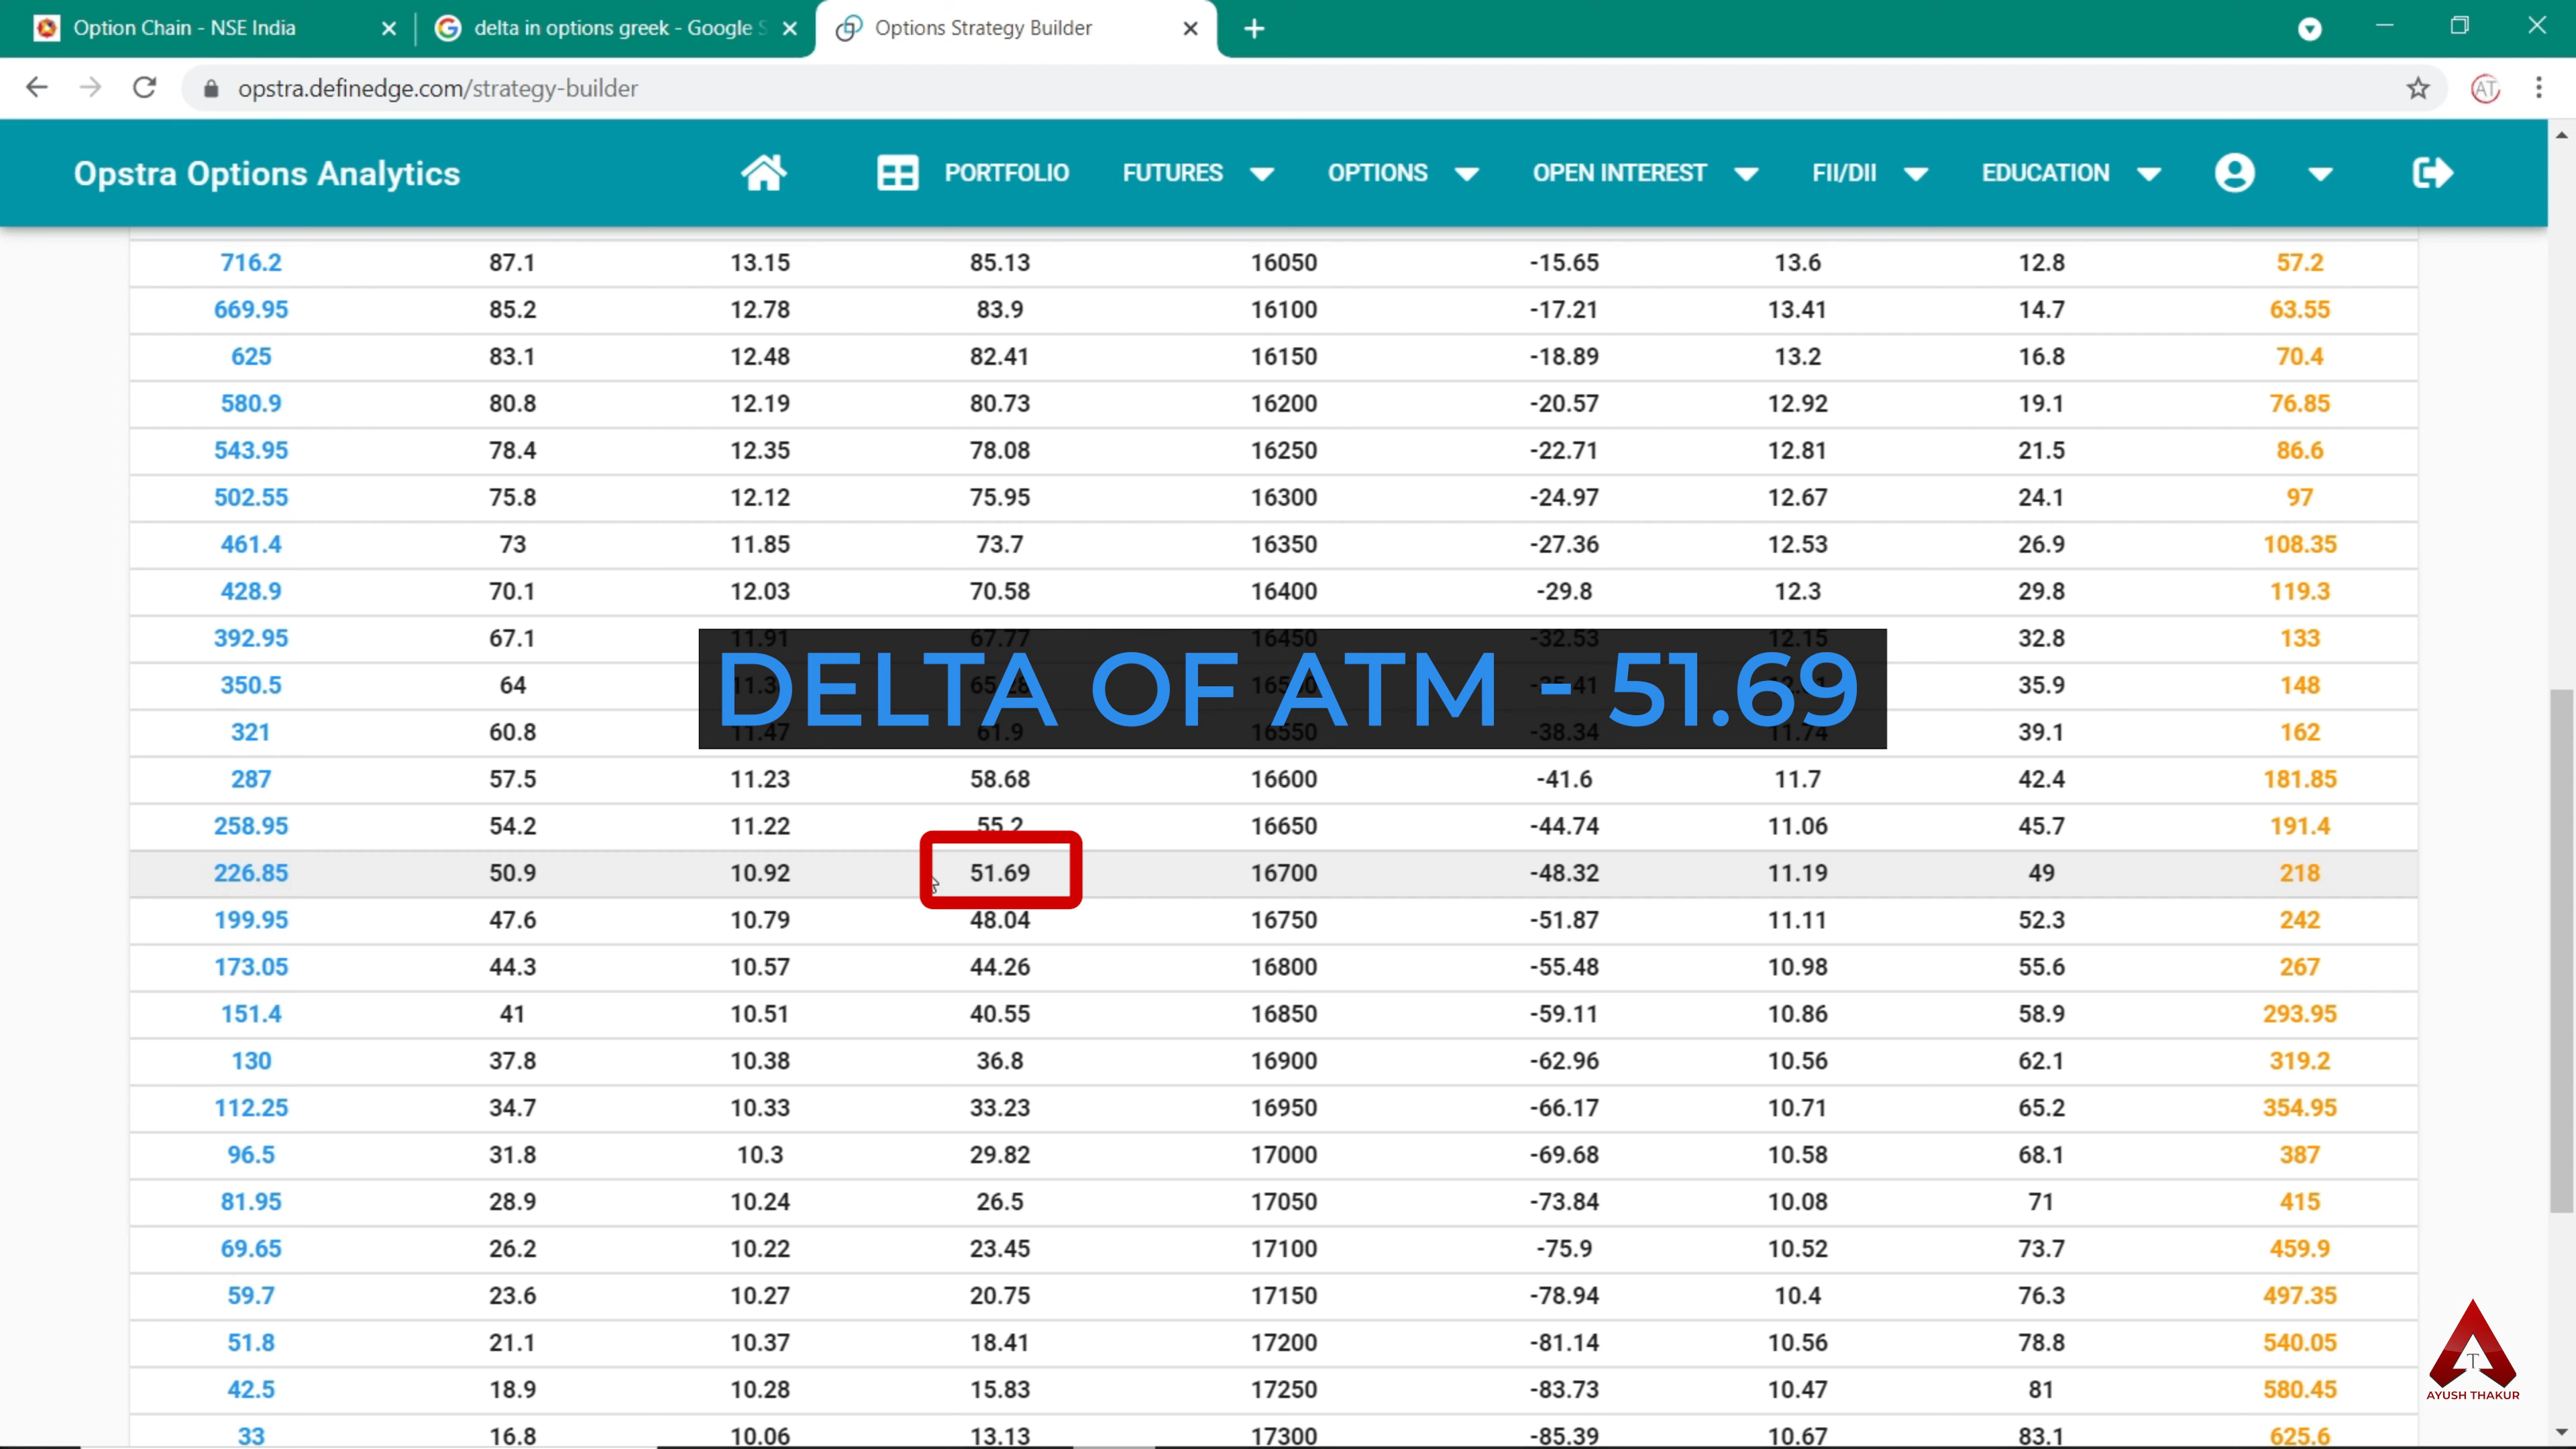 Option Chain - NSE India
delta in options greek - Google S
Options Strategy Builder
opstra.definedge.com/strategy-builder
AT
Opstra Options Analytics
PORTFOLIO FUTURES OPTIONS OPEN INTEREST FII/DII EDUCATION
716.2 87.1 13.15 85.13 16050 -15.65 13.6 12.8 57.2
669.95 85.2 12.78 83.9 16100 -17.21 13.41 14.7 63.55
625 83.1 12.48 82.41 16150 -18.89 13.2 16.8 70.4
580.9 80.8 12.19 80.73 16200 -20.57 12.92 19.1 76.85
543.95 78.4 12.35 78.08 16250 -22.71 12.81 21.5 86.6
502.55 75.8 12.12 75.95 16300 -24.97 12.67 24.1 97
461.4 73 11.85 73.7 16350 -27.36 12.53 26.9 108.35
428.9 70.1 12.03 70.58 16400 -29.8 12.3 29.8 119.3
392.95 67.1 11.91 67.77 16450 -32.53 12.15 32.8 133
350.5 64 35.9 148
DELTA OF ATM - 51.69
321 60.8 11.47 61.9 16550 -38.34 11.74 39.1 162
287 57.5 11.23 58.68 16600 -41.6 11.7 42.4 181.85
258.95 54.2 11.22 55.2 16650 -44.74 11.06 45.7 191.4
226.85 50.9 10.92 51.69 16700 -48.32 11.19 49 218
199.95 47.6 10.79 48.04 16750 -51.87 11.11 52.3 242
173.05 44.3 10.57 44.26 16800 -55.48 10.98 55.6 267
151.4 41 10.51 40.55 16850 -59.11 10.86 58.9 293.95
130 37.8 10.38 36.8 16900 -62.96 10.56 62.1 319.2
112.25 34.7 10.33 33.23 16950 -66.17 10.71 65.2 354.95
96.5 31.8 10.3 29.82 17000 -69.68 10.58 68.1 387
81.95 28.9 10.24 26.5 17050 -73.84 10.08 71 415
69.65 26.2 10.22 23.45 17100 -75.9 10.52 73.7 459.9
59.7 23.6 10.27 20.75 17150 -78.94 10.4 76.3 497.35
51.8 21.1 10.37 18.41 17200 -81.14 10.56 78.8 540.05
42.5 18.9 10.28 15.83 17250 -83.73 10.47 81 580.45
33 16.8 10.06 13.13 17300 -85.39 10.67 83.1 625.6
T
AYUSH THAKUR